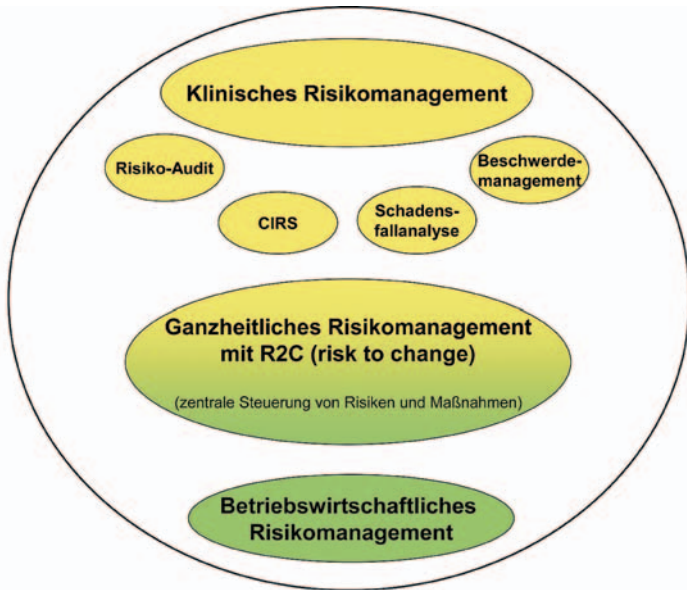 Klinisches Risikomanagement
Risiko-Audit
Beschwerde-
management
CIRS
Schadens-
fallanalyse
Ganzheitliches Risikomanagement
mit R2C (risk to change)
(zentrale Steuerung von Risiken und Maßnahmen)
Betriebswirtschaftliches
Risikomanagement